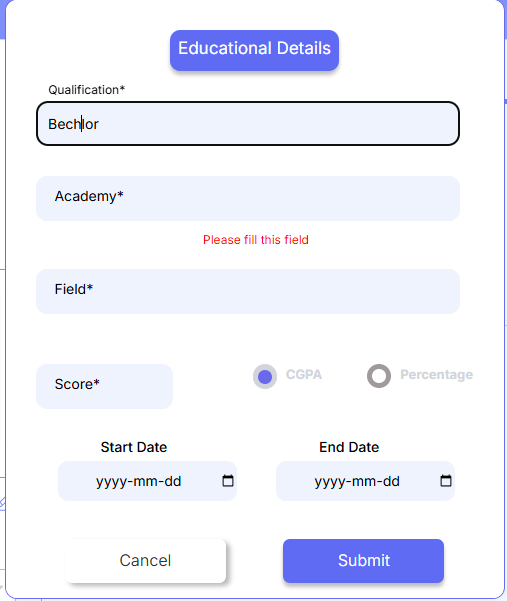 Educational Details
Qualification*
Bechlor
Academy*
Please fill this field
Field*
Score*
CGPA
Percentage
Start Date
End Date
yyyy-mm-dd
yyyy-mm-dd
Cancel
Submit